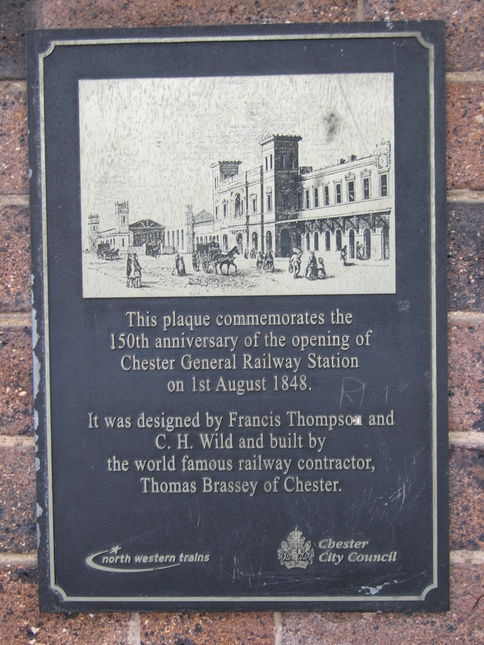 This plaque commemorates the
150th anniversary of the opening of
Chester General Railway Station
on 1st August 1848.
It was designed by Francis Thompson and
C. H. Wild and built by
the world famous railway contractor,
Thomas Brassey of Chester.
north western trains
Chester
City Council